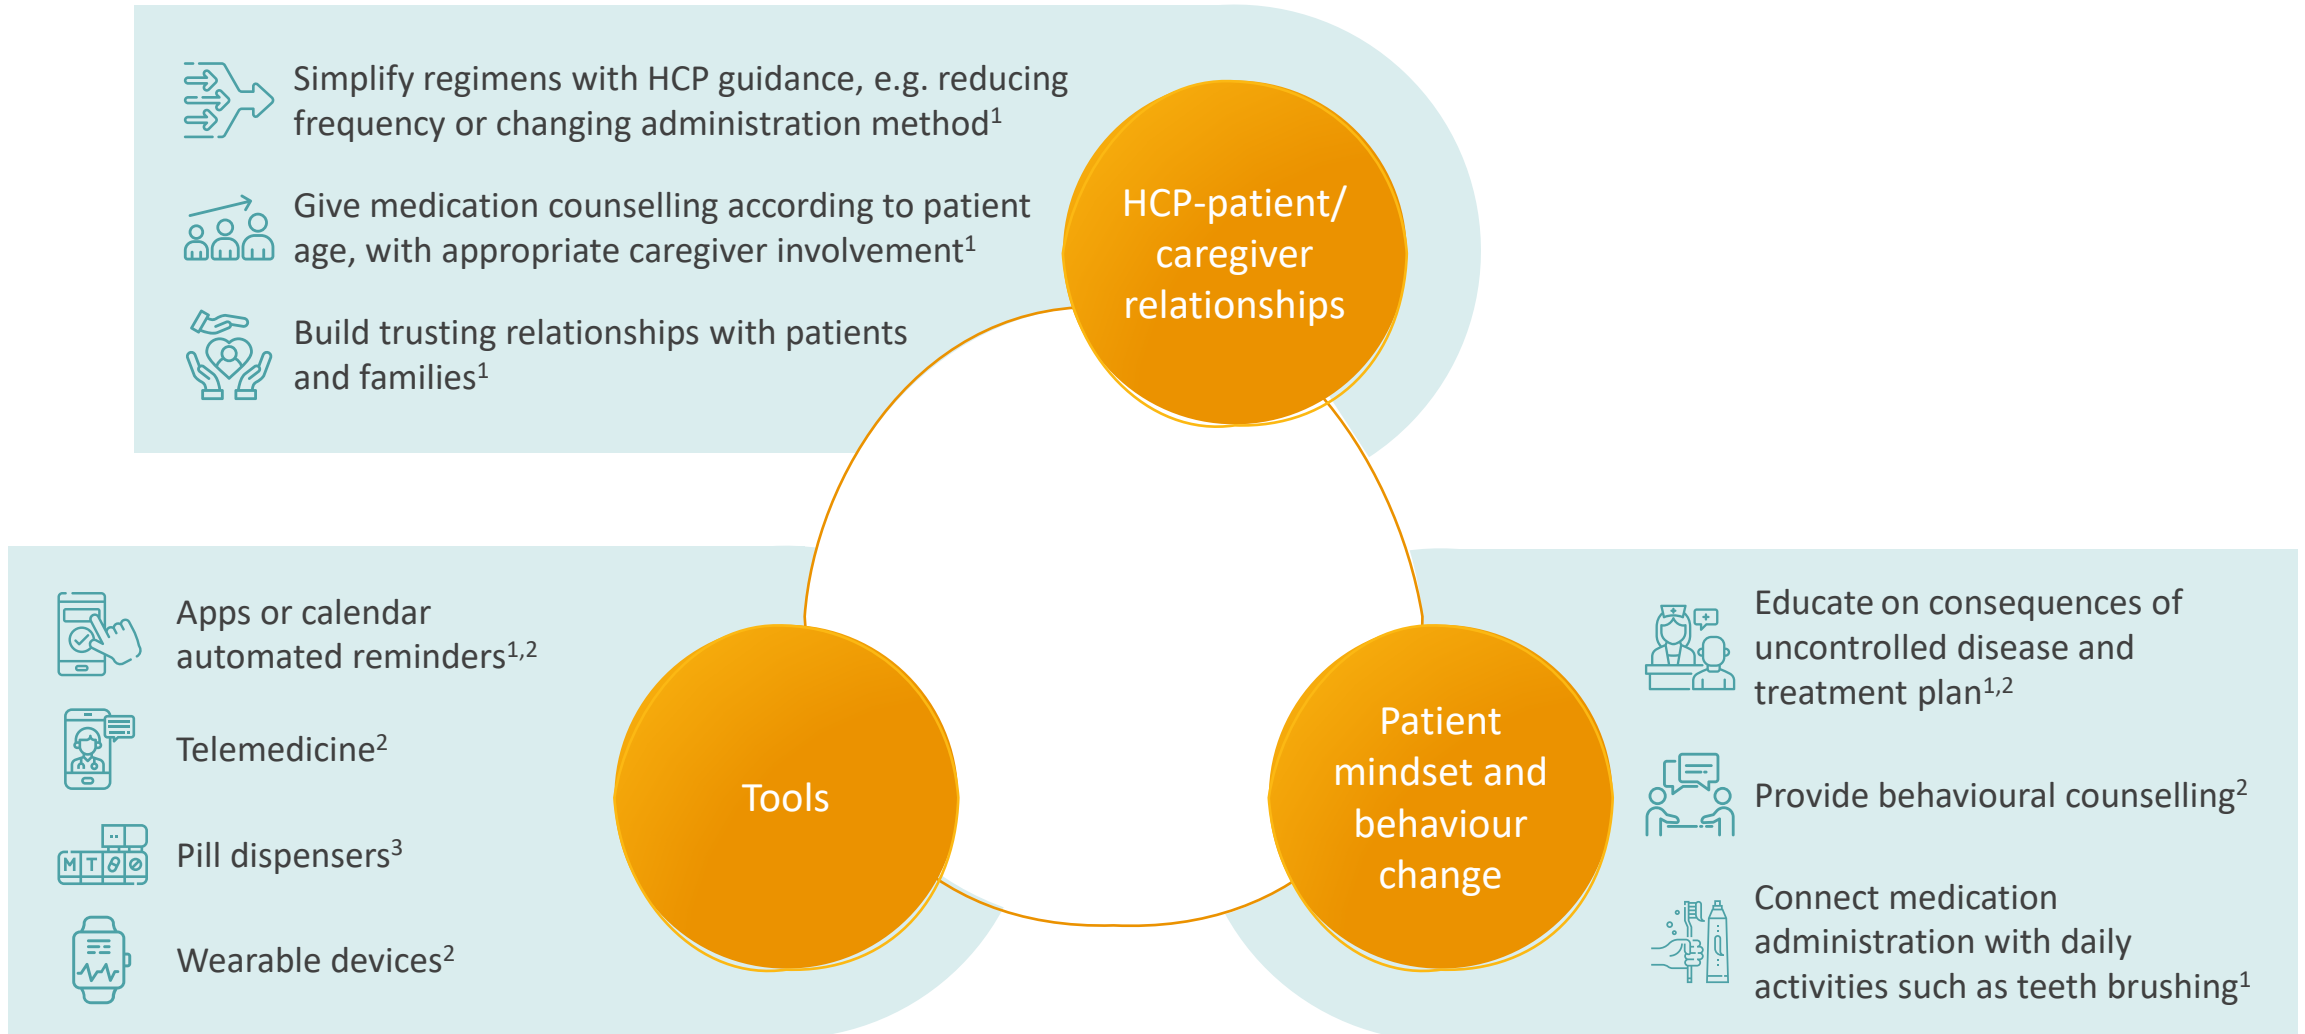 Simplify regimens with HCP guidance, e.g. reducing
frequency or changing administration method1
Give medication counselling according to patient
age, with appropriate caregiver involvement1
Build trusting relationships with patients
and families1
HCP-patient/
caregiver
relationships
Apps or calendar
automated reminders1,2
Telemedicine2
M T
Pill dispensers3
Wearable devices2
Tools
Patient
mindset and
behaviour
change
Educate on consequences of
uncontrolled disease and
treatment plan1,2
Provide behavioural counselling2
Connect medication
administration with daily
activities such as teeth brushing1